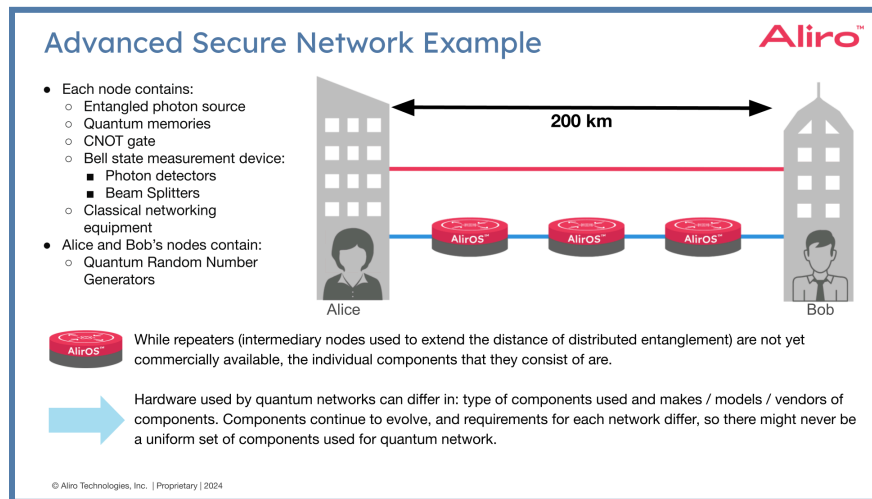 Advanced Secure Network Example
Aliro™
● Each node contains:
○ Entangled photon source
○ Quantum memories
○ CNOT gate
○ Bell state measurement device:
■ Photon detectors
■ Beam Splitters
○ Classical networking
equipment
● Alice and Bob's nodes contain:
○ Quantum Random Number
Generators
200 km
AlirOS™ AlirOS™ AlirOS™
Alice
Bob
AlirOS™
While repeaters (intermediary nodes used to extend the distance of distributed entanglement) are not yet
commercially available, the individual components that they consist of are.
Hardware used by quantum networks can differ in: type of components used and makes / models / vendors of
components. Components continue to evolve, and requirements for each network differ, so there might never be
a uniform set of components used for quantum network.
© Aliro Technologies, Inc. | Proprietary | 2024